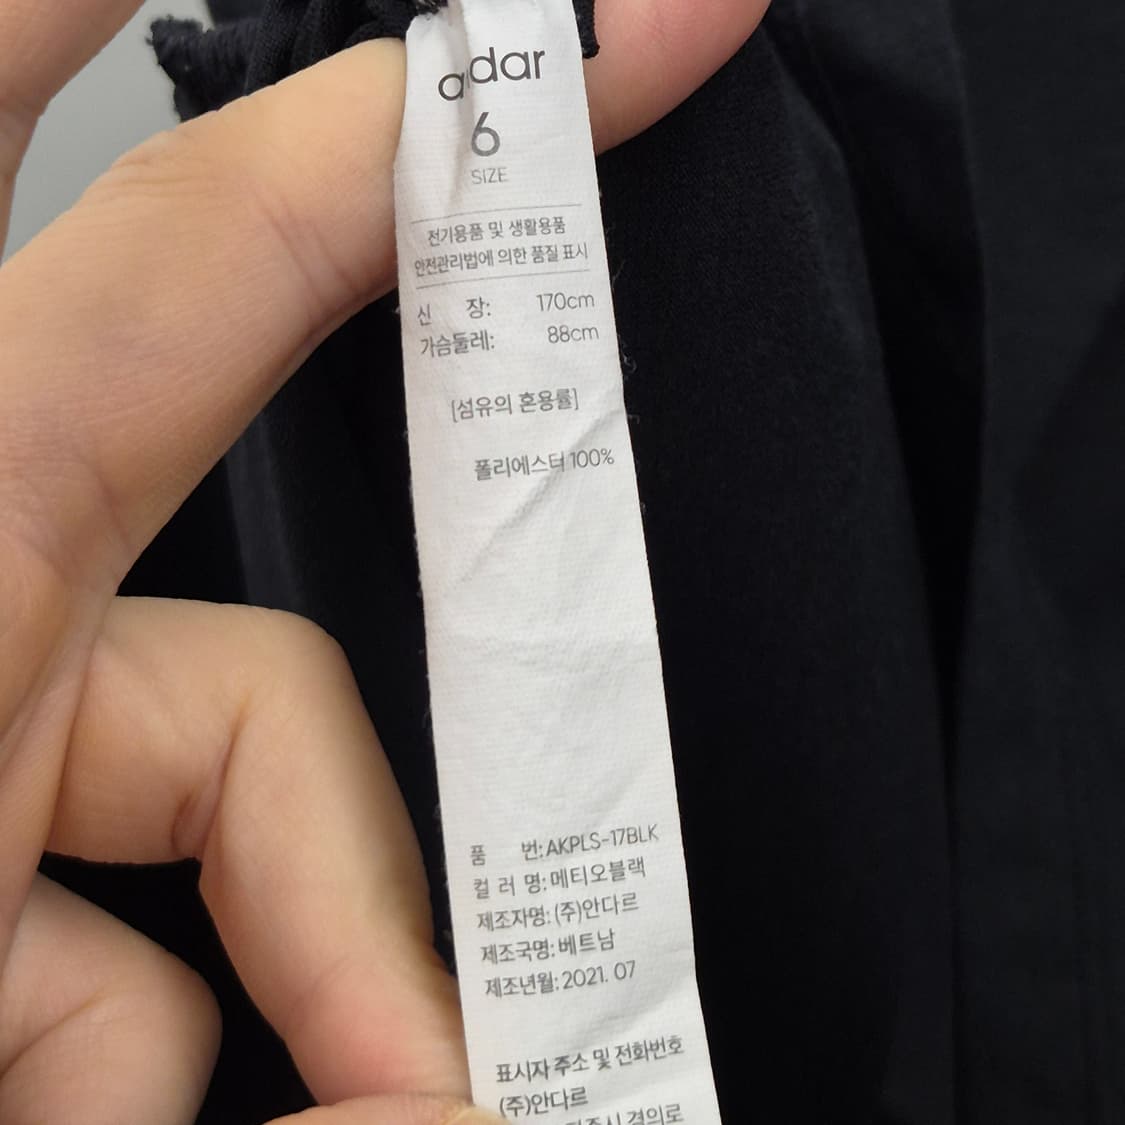 andar
6
SIZE
전기용품 및 생활용품
안전관리법에 의한 품질 표시
신 장: 170cm
가슴둘레: 88cm
[섬유의 혼용률]
폴리에스터 100%
품 번: AKPLS-17BLK
컬 러 명: 메티오블랙
제조자명: (주)안다르
제조국명: 베트남
제조년월: 2021. 07
표시자 주소 및 전화번호
(주)안다르
결의로